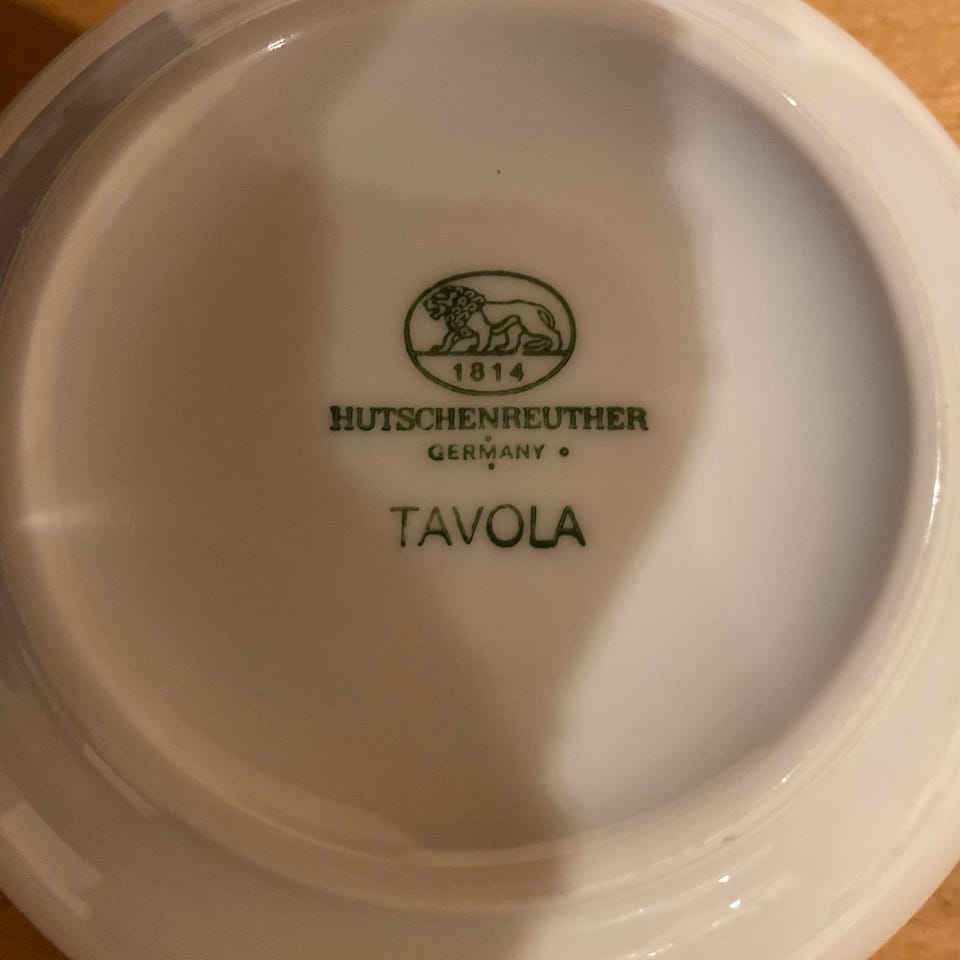 1814
HUTSCHENREUTHER
GERMANY
TAVOLA